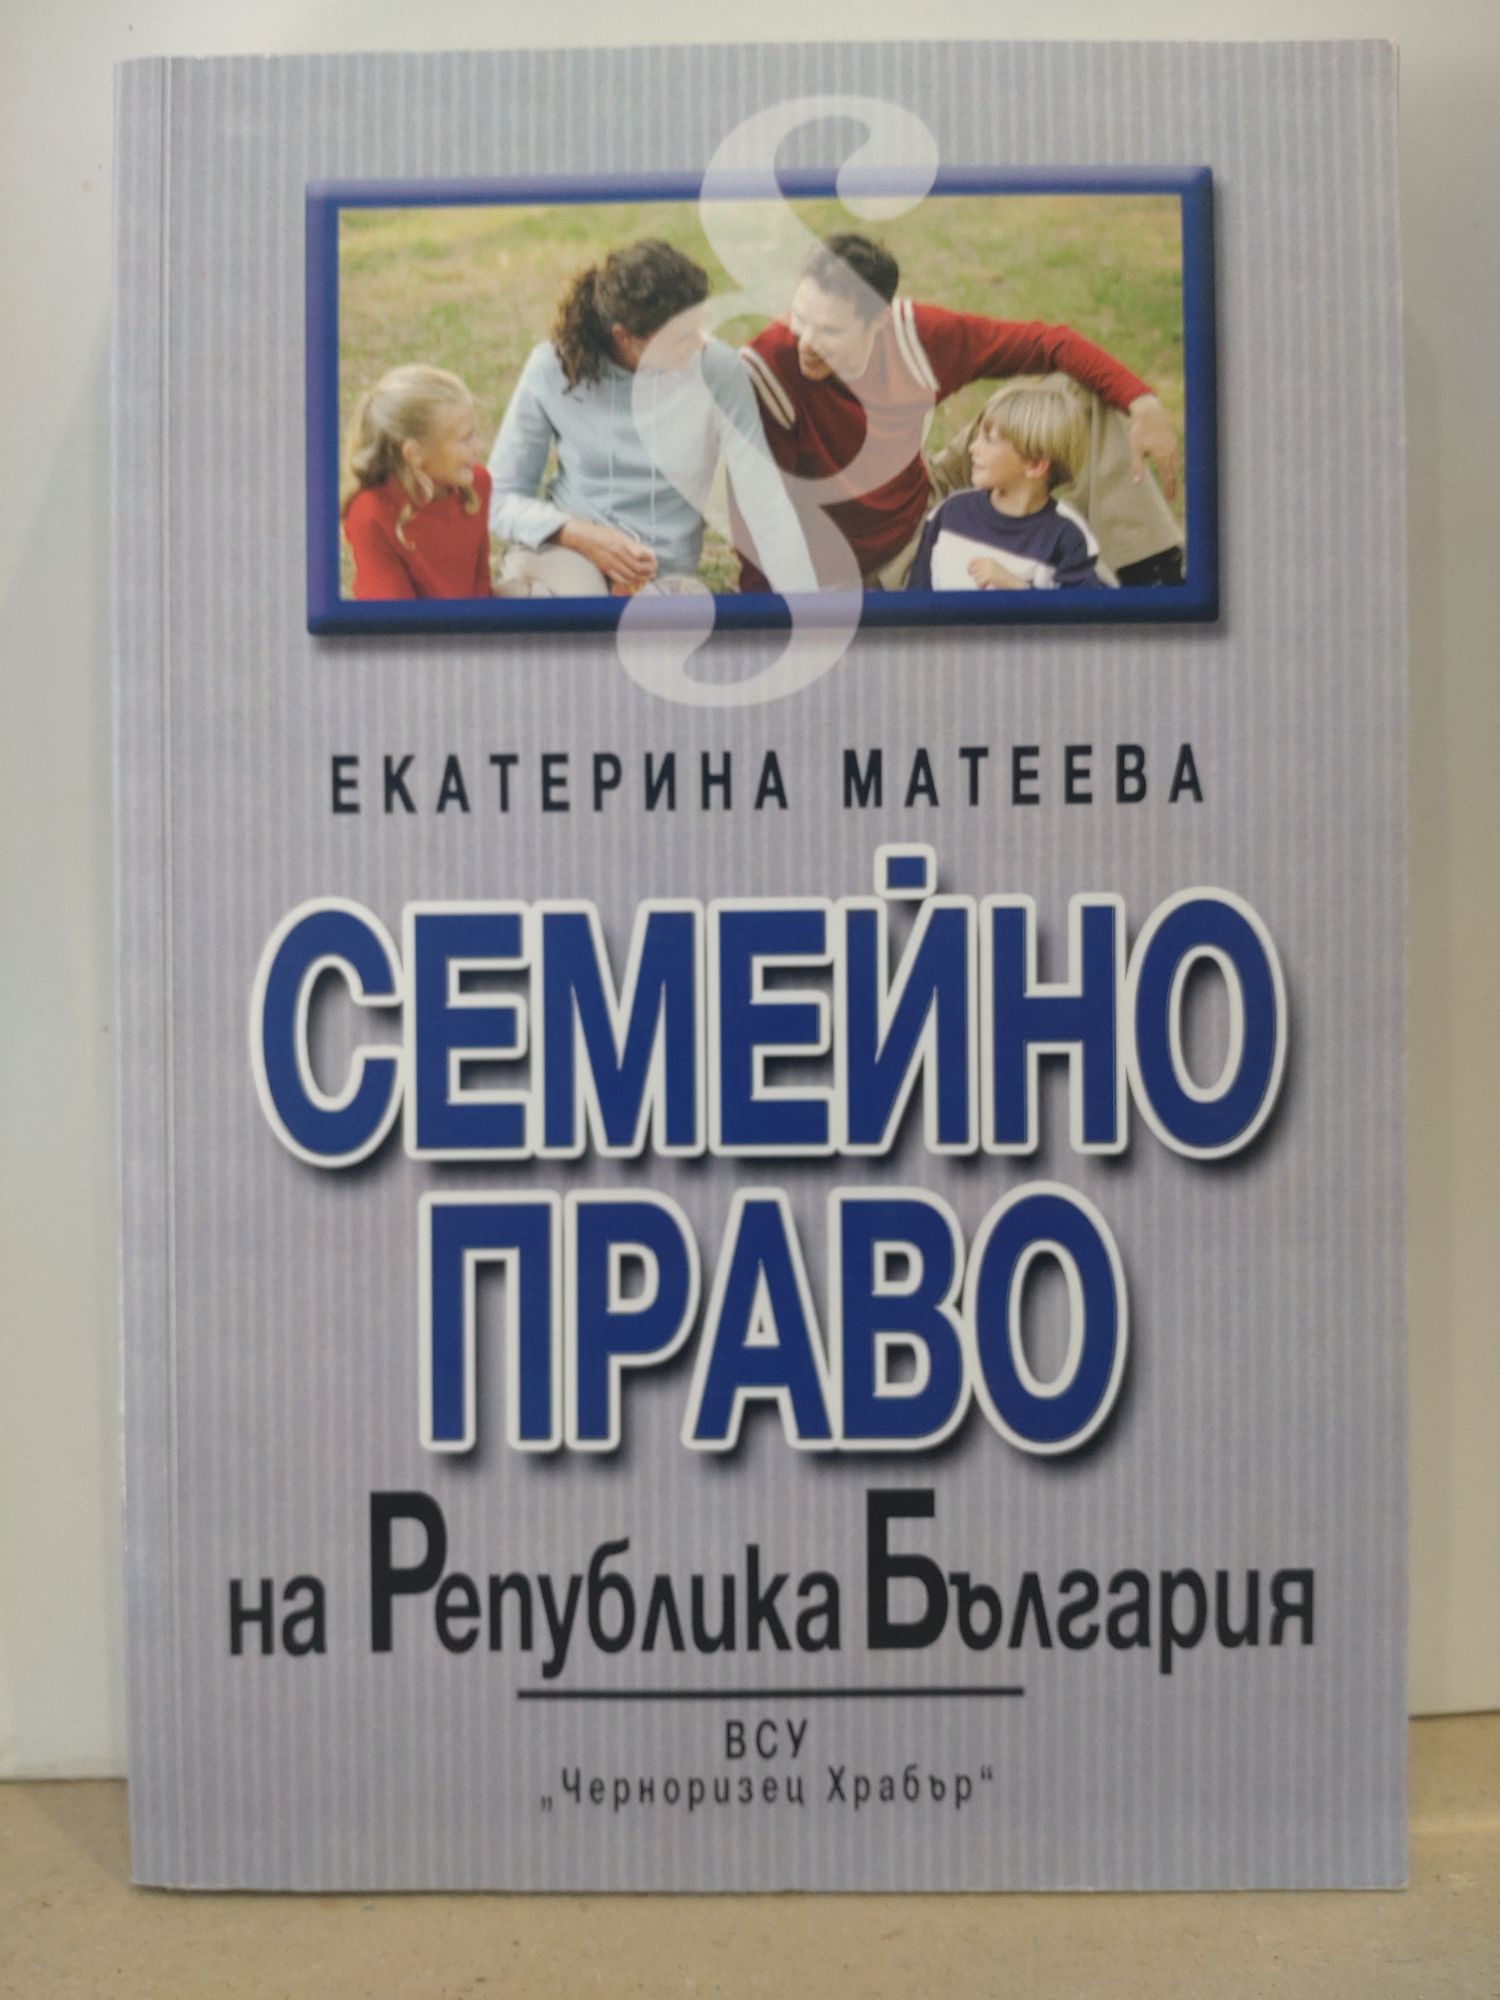 §
ЕКАТЕРИНА МАТЕЕВА
СЕМЕЙНО
ПРАВО
на Република България
ВСУ
„Черноризец Храбър“